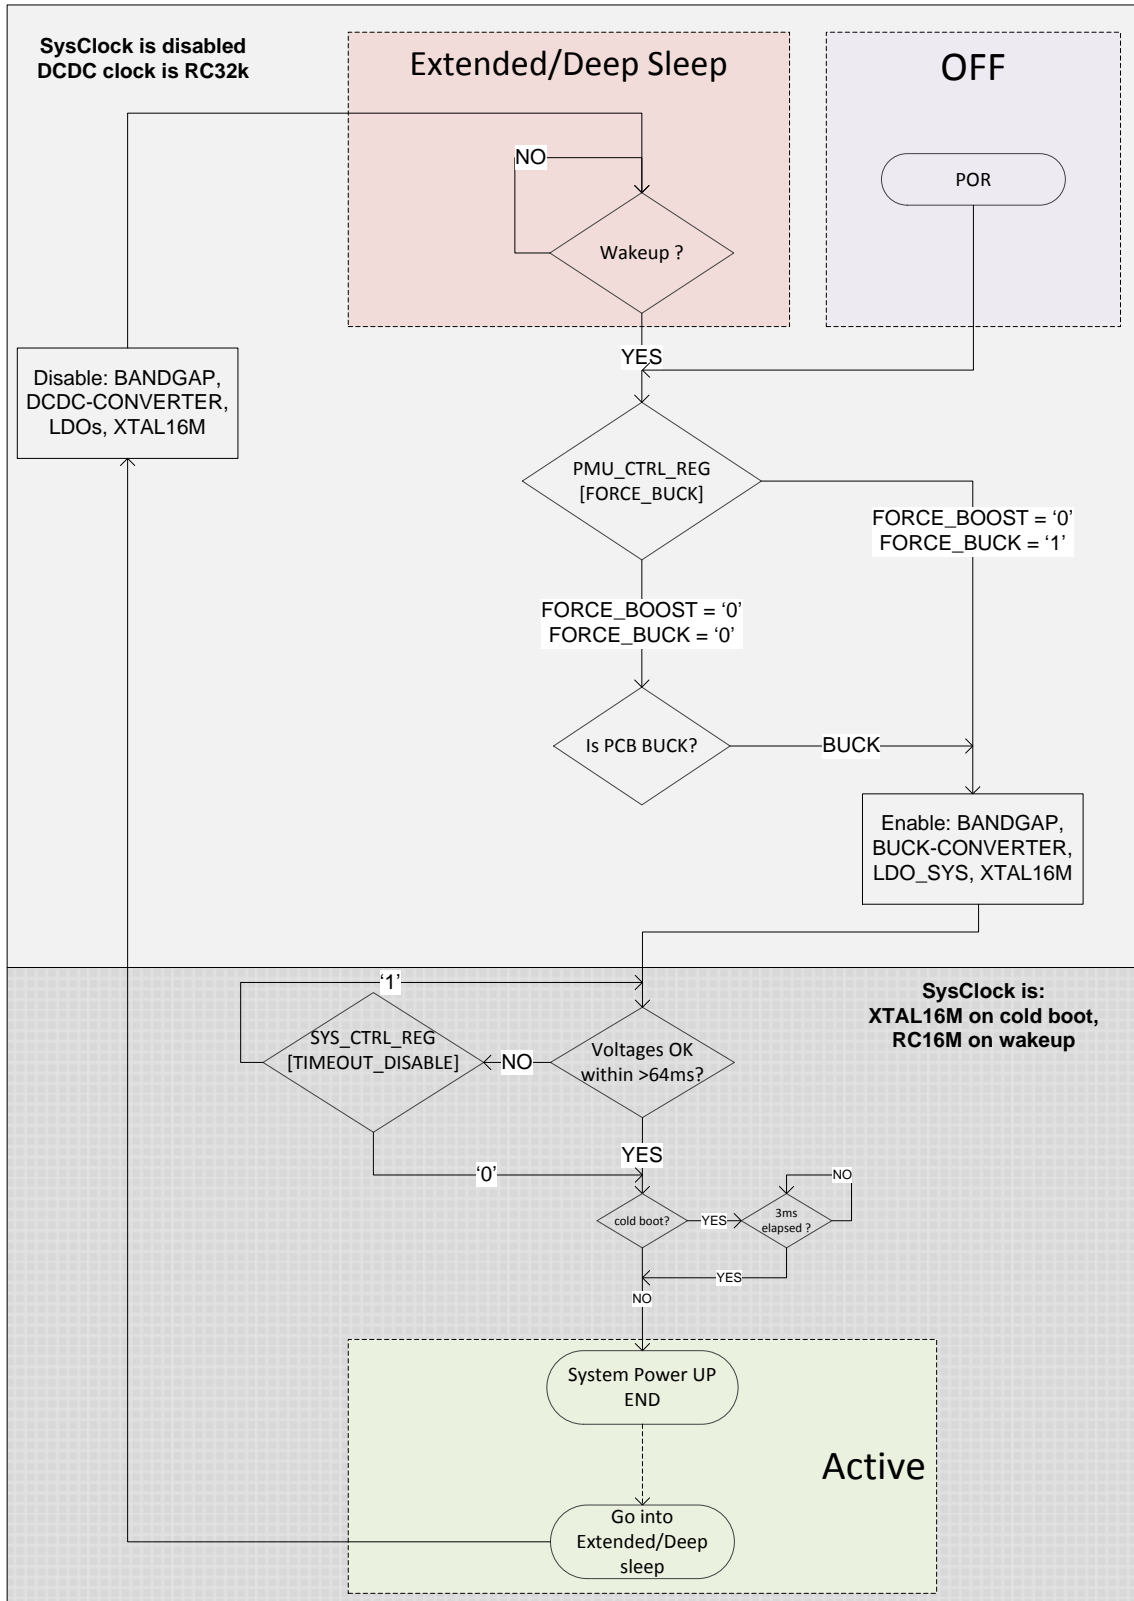 SysClock is disabled
DCDC clock is RC32k
Extended/Deep Sleep
OFF
NO
POR
Wakeup ?
YES
Disable: BANDGAP,
DCDC-CONVERTER,
LDOs, XTAL16M
PMU_CTRL_REG
[FORCE_BUCK]
FORCE_BOOST = ‘0’
FORCE_BUCK = ‘1’
FORCE_BOOST = ‘0’
FORCE_BUCK = ‘0’
Is PCB BUCK?
BUCK
Enable: BANDGAP,
BUCK-CONVERTER,
LDO_SYS, XTAL16M
‘1’
SysClock is:
XTAL16M on cold boot,
RC16M on wakeup
SYS_CTRL_REG
[TIMEOUT_DISABLE]
NO
Voltages OK
within >64ms?
YES
‘0’
NO
cold boot?
YES
3ms
elapsed ?
YES
NO
System Power UP
END
Active
Go into
Extended/Deep
sleep